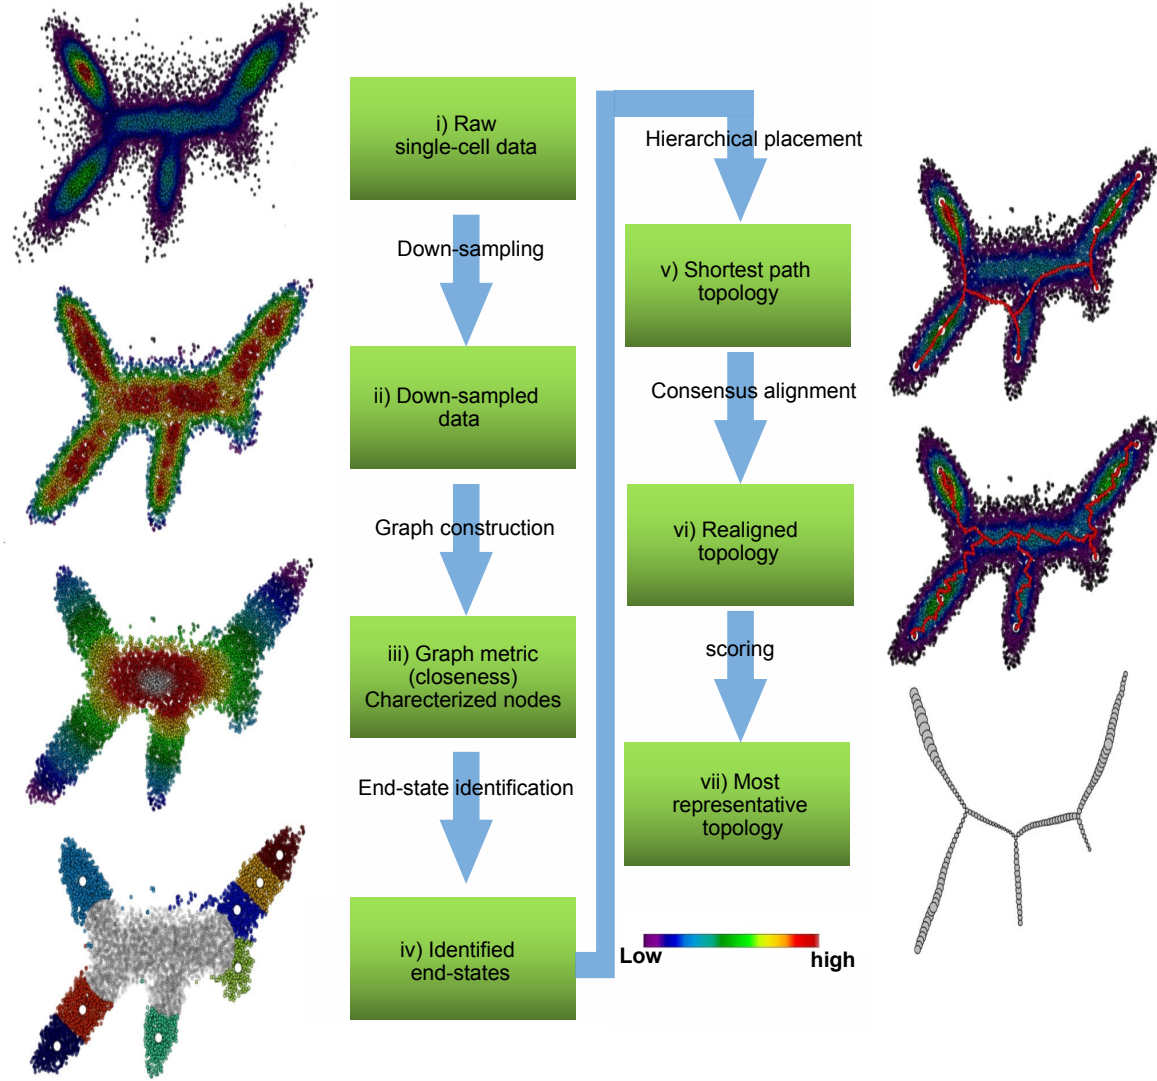 i) Raw
single-cell data
Down-sampling
ii) Down-sampled
data
Graph construction
iii) Graph metric
(closeness)
Charecterized nodes
End-state identification
iv) Identified
end-states
Hierarchical placement
v) Shortest path
topology
Consensus alignment
vi) Realigned
topology
scoring
vii) Most
representative
topology
Low
high